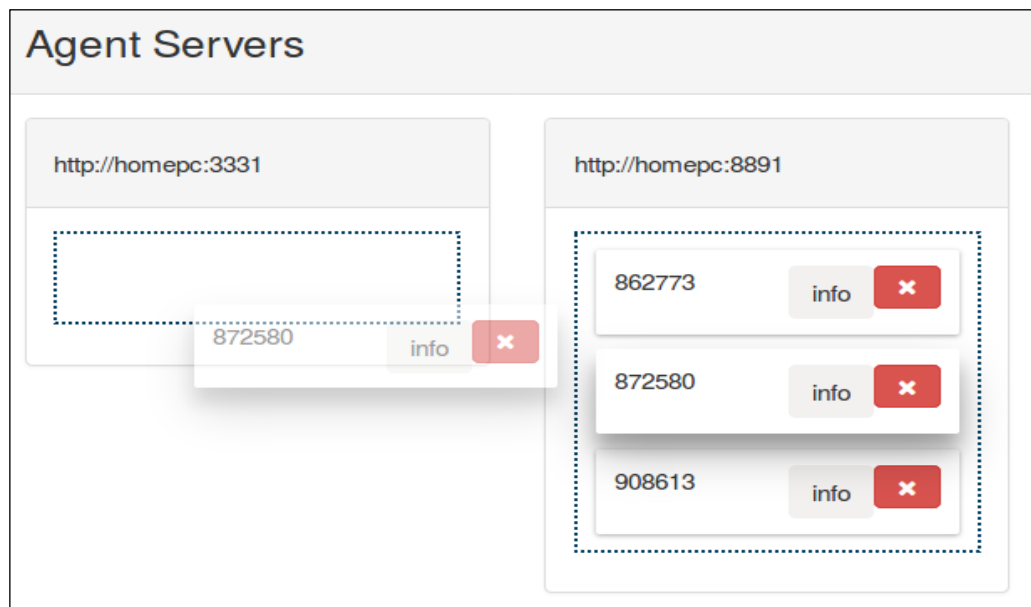 Agent Servers
http://homepc:3331
872580 info
http://homepc:8891
862773 info
872580 info
908613 info